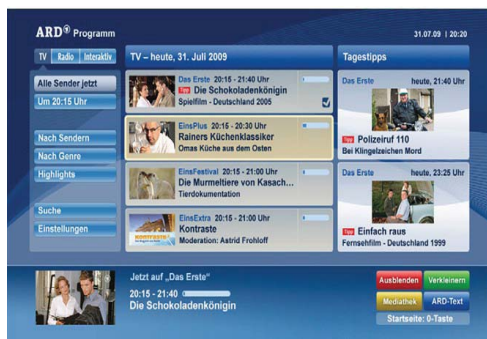 ARD® Programm
31.07.09 | 20:20
TV Radio Interaktiv
TV – heute, 31. Juli 2009
Tagestipps
Alle Sender jetzt
Um 20:15 Uhr
Nach Sendern
Nach Genre
Highlights
Suche
Einstellungen
Das Erste 20:15 - 21:40 Uhr
Tipp Die Schokoladenkönigin
Spielfilm - Deutschland 2005
EinsPlus 20:15 - 20:30 Uhr
Rainers Küchenklassiker
Omas Küche aus dem Osten
EinsFestival 20:15 - 21:00 Uhr
Die Murmeltiere von Kasach...
Tierdokumentation
EinsExtra 20:15 - 21:00 Uhr
Kontraste
Moderation: Astrid Frohloff
Das Erste heute, 21:40 Uhr
Tipp Polizeiruf 110
Bei Klingelzeichen Mord
Das Erste heute, 23:25 Uhr
Tipp Einfach raus
Fernsehfilm - Deutschland 1999
Jetzt auf „Das Erste“
20:15 - 21:40
Die Schokoladenkönigin
Ausblenden Verkleinern
Mediathek ARD-Text
Startseite: 0-Taste